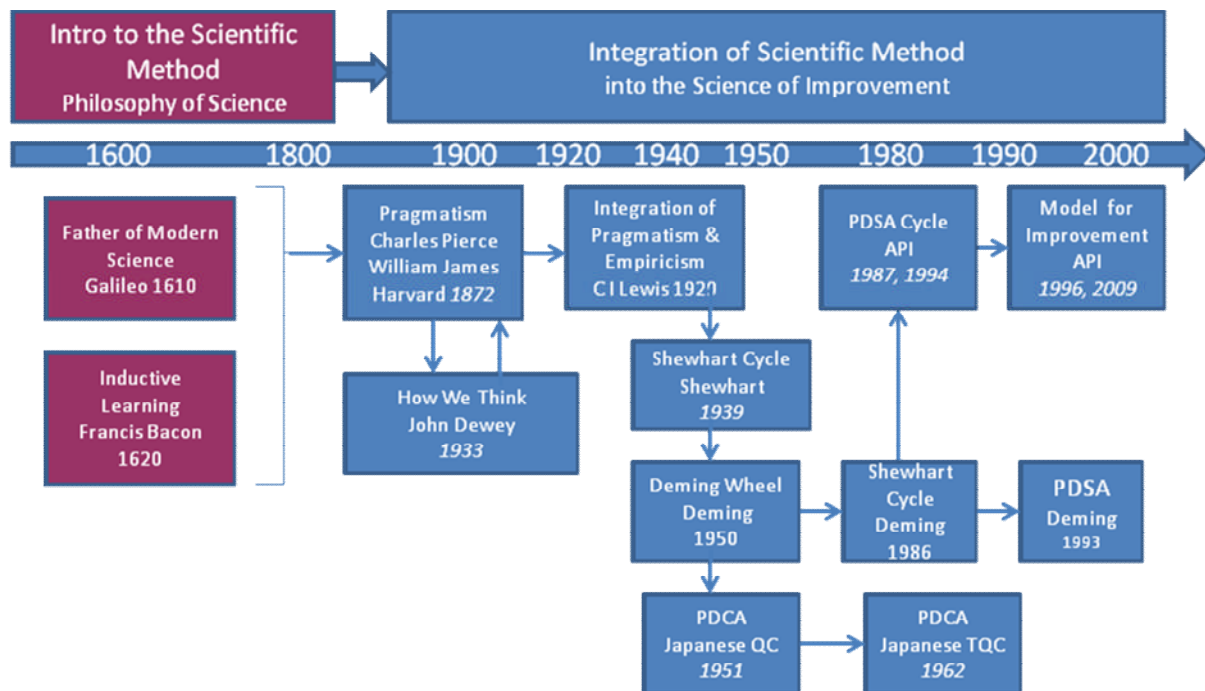 Intro to the Scientific
Method
Philosophy of Science
Integration of Scientific Method
into the Science of Improvement
1600 1800 1900 1920 1940 1950 1980 1990 2000
Father of Modern
Science
Galileo 1610
Inductive
Learning
Francis Bacon
1620
Pragmatism
Charles Pierce
William James
Harvard 1872
How We Think
John Dewey
1933
Integration of
Pragmatism &
Empiricism
C I Lewis 1929
Shewhart Cycle
Shewhart
1939
Deming Wheel
Deming
1950
PDCA
Japanese QC
1951
PDSA Cycle
API
1987, 1994
Shewhart
Cycle
Deming
1986
PDCA
Japanese TQC
1962
Model for
Improvement
API
1996, 2009
PDSA
Deming
1993